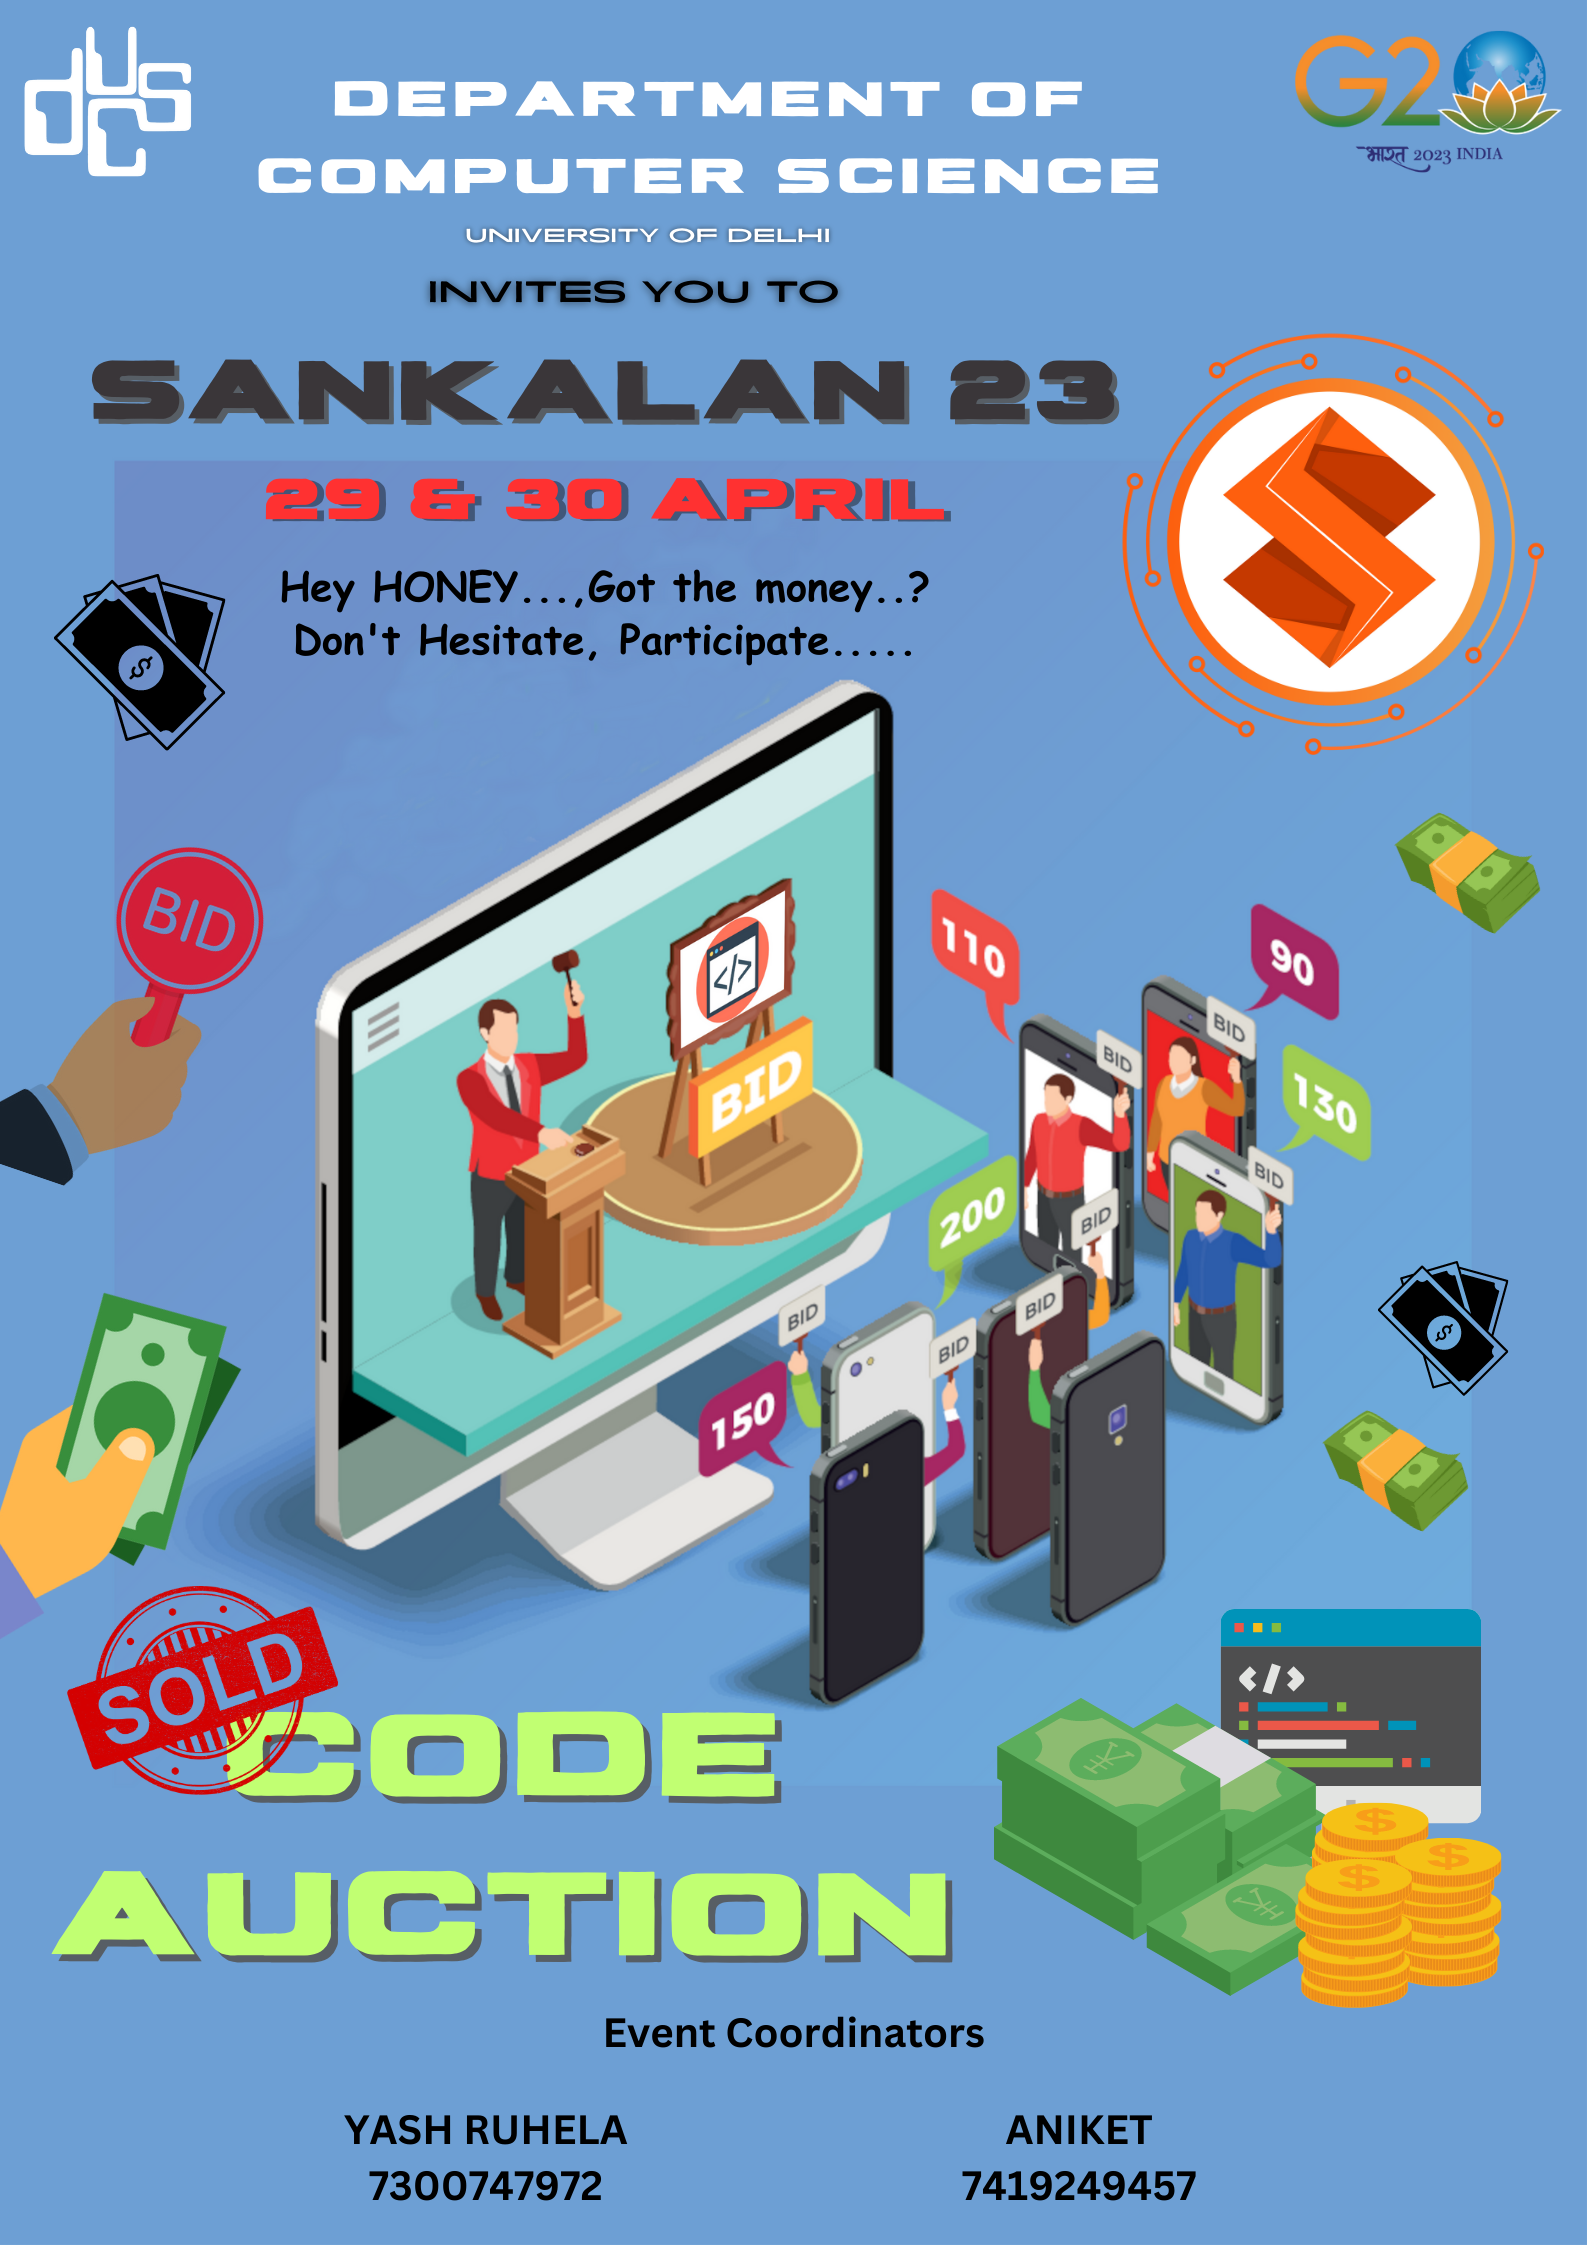 ducs
DEPARTMENT OF
COMPUTER SCIENCE
UNIVERSITY OF DELHI
INVITES YOU TO
G20
भारत 2023 INDIA
SANKALAN 23
29 & 30 APRIL
Hey HONEY...,Got the money..?
Don't Hesitate, Participate.....
$
S
BID
</>
BID
110
90
BID
BID
130
BID
200
BID
BID
BID
BID
150
$
SOLD
CODE
AUCTION
</>
$
$
$
Event Coordinators
YASH RUHELA
7300747972
ANIKET
7419249457